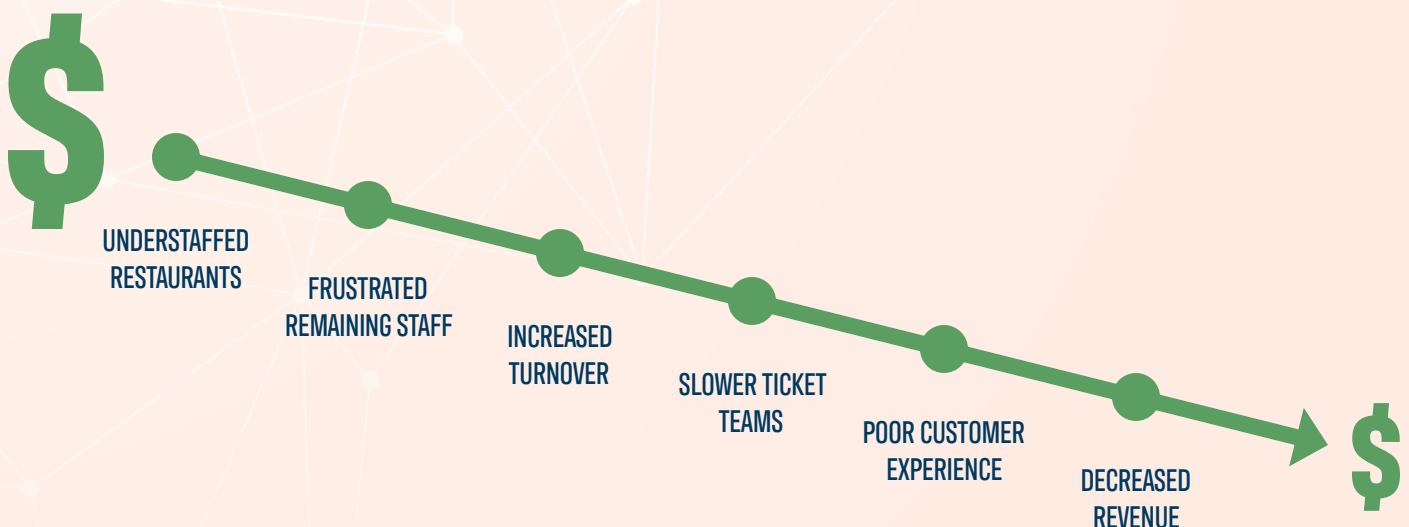 $
UNDERSTAFFED
RESTAURANTS
FRUSTRATED
REMAINING STAFF
INCREASED
TURNOVER
SLOWER TICKET
TEAMS
POOR CUSTOMER
EXPERIENCE
DECREASED
REVENUE
$